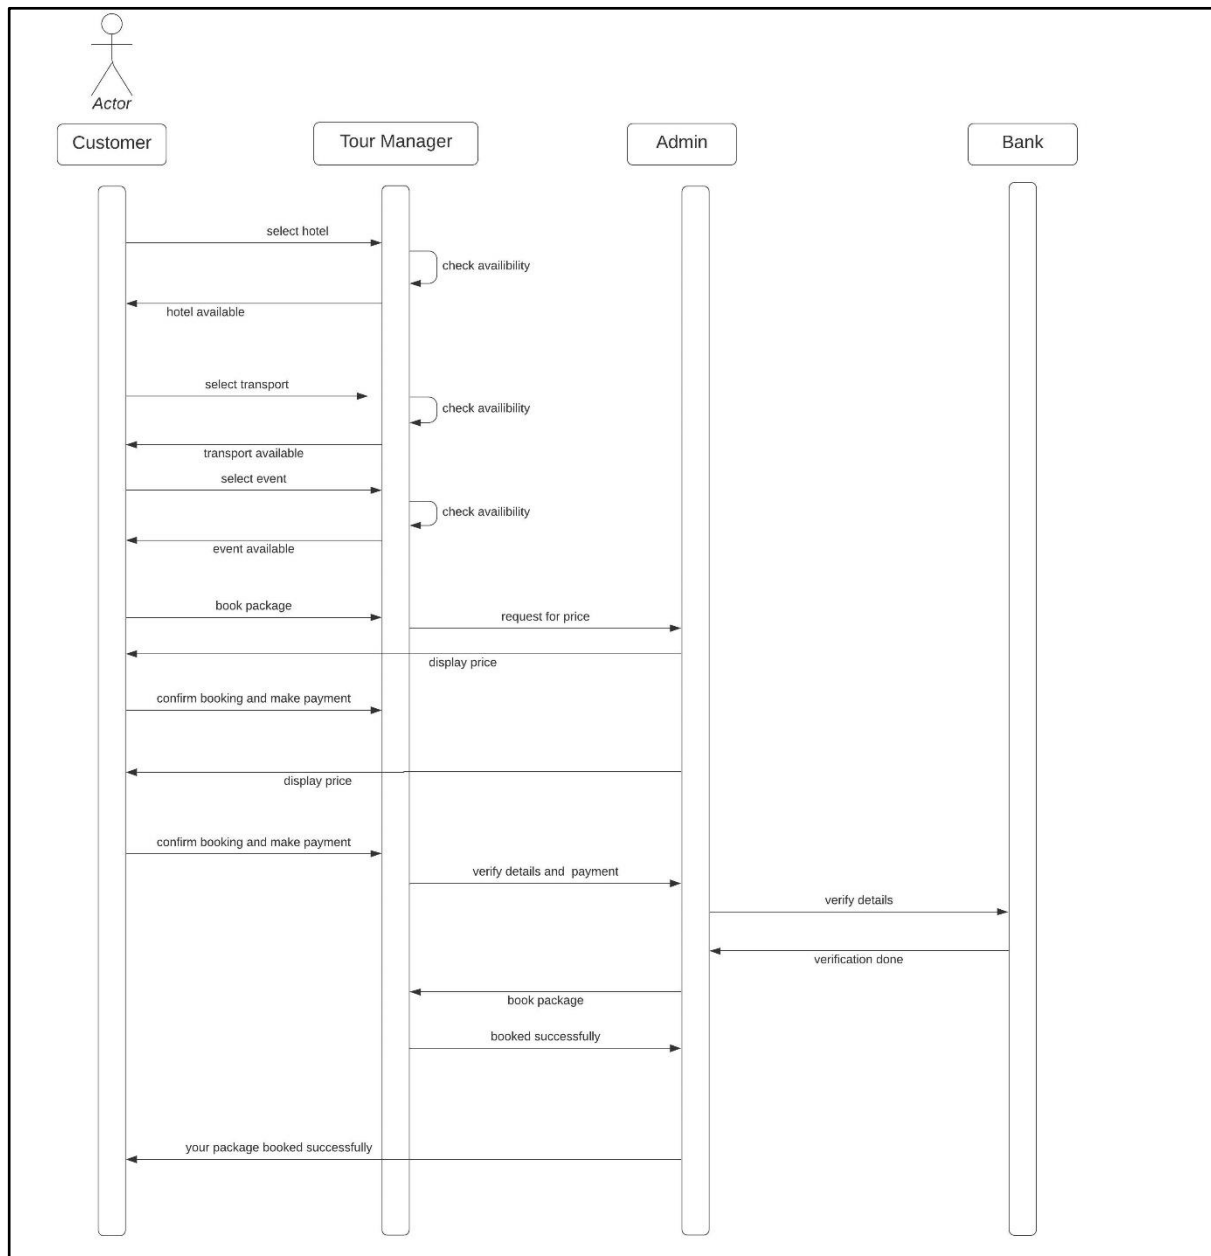 Actor
Customer
Tour Manager
Admin
Bank
select hotel
check availibility
hotel available
select transport
check availibility
transport available
select event
check availibility
event available
book package
request for price
display price
confirm booking and make payment
display price
confirm booking and make payment
verify details and payment
verify details
verification done
book package
booked successfully
your package booked successfully